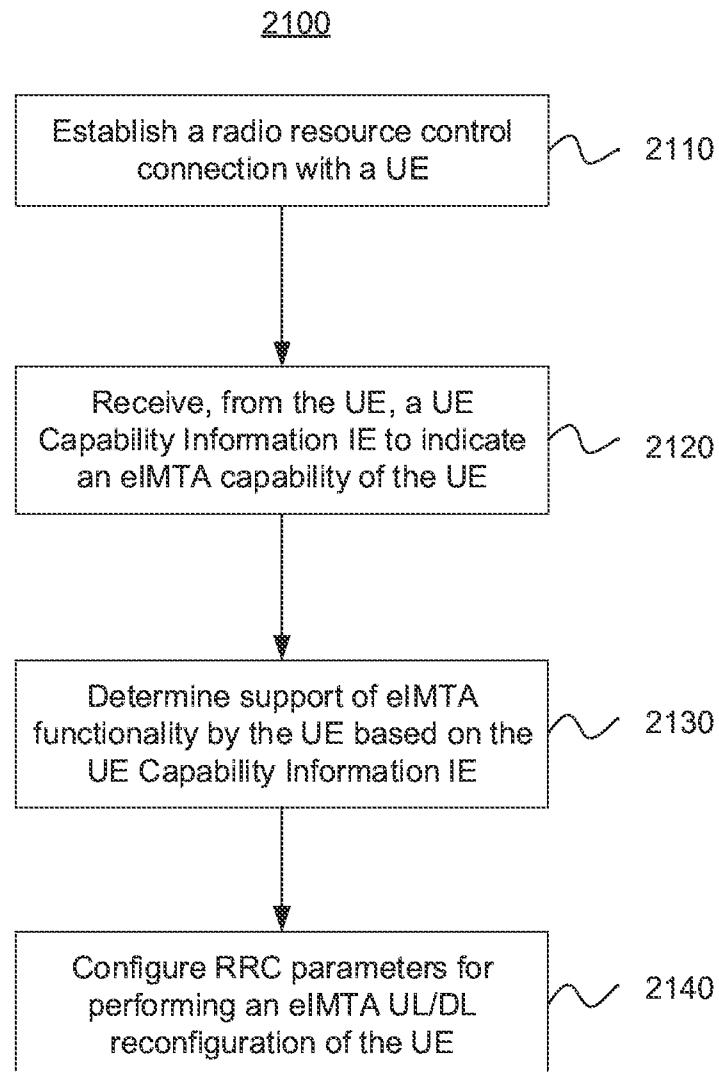 2100
Establish a radio resource control
connection with a UE
2110
Receive, from the UE, a UE
Capability Information IE to indicate
an eIMTA capability of the UE
2120
Determine support of eIMTA
functionality by the UE based on the
UE Capability Information IE
2130
Configure RRC parameters for
performing an eIMTA UL/DL
reconfiguration of the UE
2140